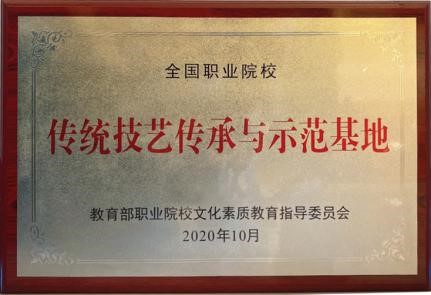 全国职业院校
传统技艺传承与示范基地
教育部职业院校文化素质教育指导委员会
2020年10月